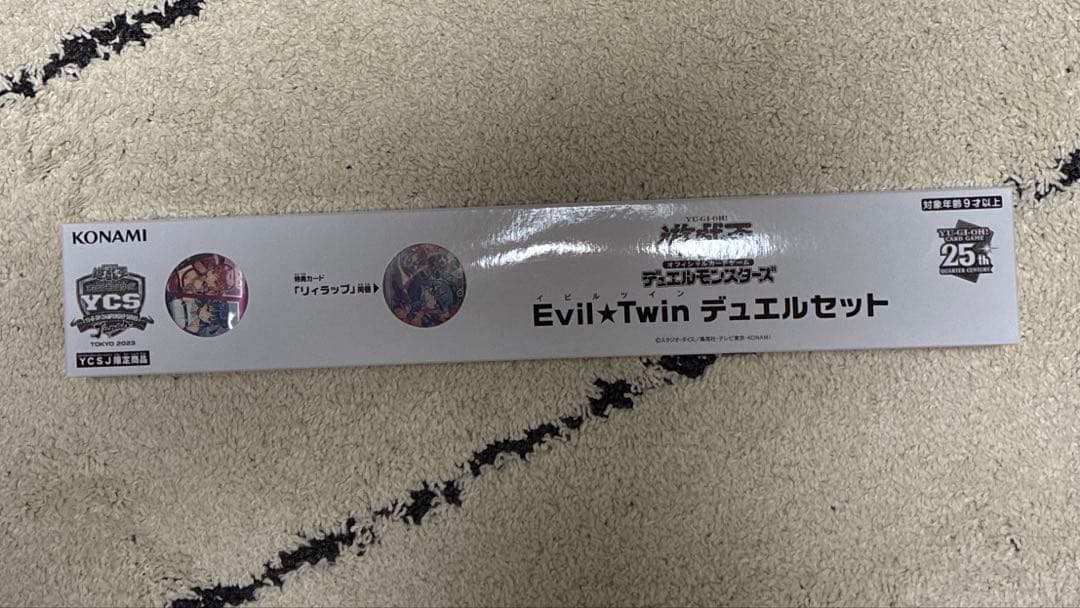 KONAMI
YCS
TOKYO 2023
YCSJ限定商品
特典カード
「リィラップ」同梱▶
YU-GI-OH!
遊戯王
オフィシャルカードゲーム
デュエルモンスターズ
イビルツイン
Evil★Twin デュエルセット
©スタジオ・ダイス/集英社・テレビ東京・KONAMI
対象年齢9才以上
YU-GI-OH!
CARD GAME
25th
QUARTER CENTURY